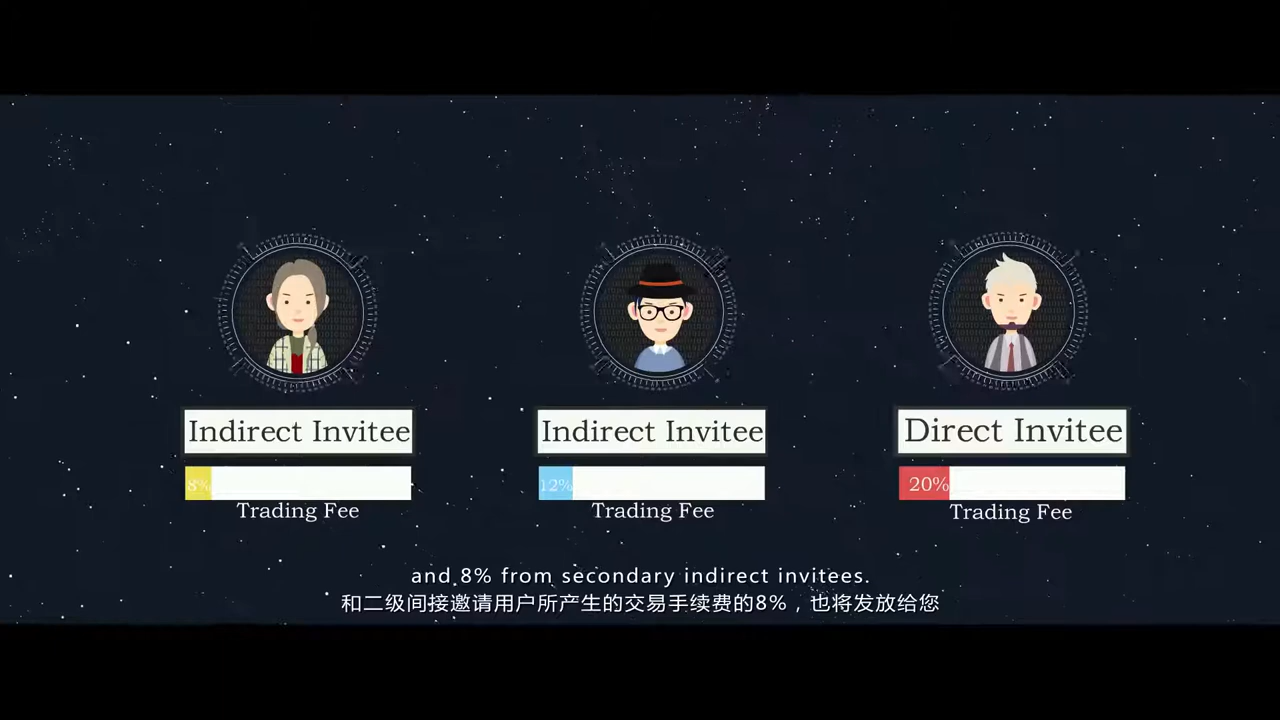 Indirect Invitee
8%
Trading Fee
Indirect Invitee
12%
Trading Fee
Direct Invitee
20%
Trading Fee
and 8% from secondary indirect invitees.
和二级间接邀请用户所产生的交易手续费的8%，也将发放给您